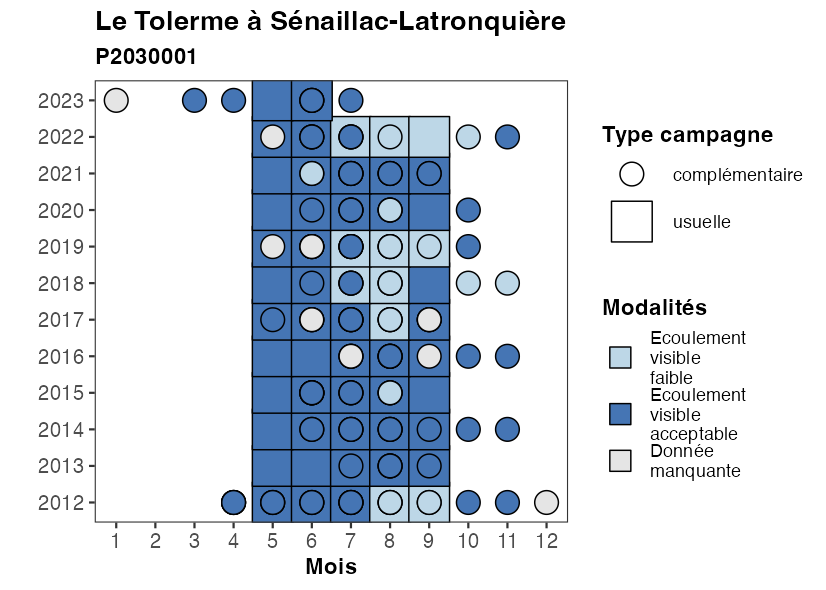 Le Tolerme à Sénaillac-Latronquière
P2030001
2023
2022
2021
2020
2019
2018
2017
2016
2015
2014
2013
2012
1 2 3 4 5 6 7 8 9 10 11 12
Mois
Type campagne
complémentaire
usuelle
Modalités
Ecoulement
visible
faible
Ecoulement
visible
acceptable
Donnée
manquante